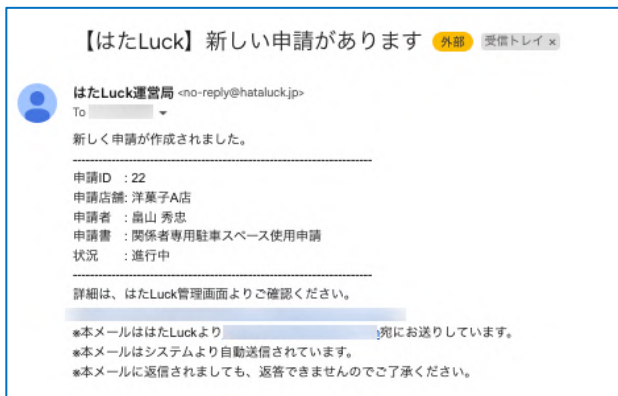 【はたLuck】新しい申請があります 外部 受信トレイ ×
はたLuck運営局 <no-reply@hataluck.jp>
To
新しく申請が作成されました。
------------------------------------------------------------------------
申請ID ：22
申請店舗: 洋菓子A店
申請者 ：畠山 秀忠
申請書 ：関係者専用駐車スペース使用申請
状況 ：進行中
------------------------------------------------------------------------
詳細は、はたLuck管理画面よりご確認ください。
※本メールははたLuckより 宛にお送りしています。
※本メールはシステムより自動送信されています。
※本メールに返信されましても、返答できませんのでご了承ください。